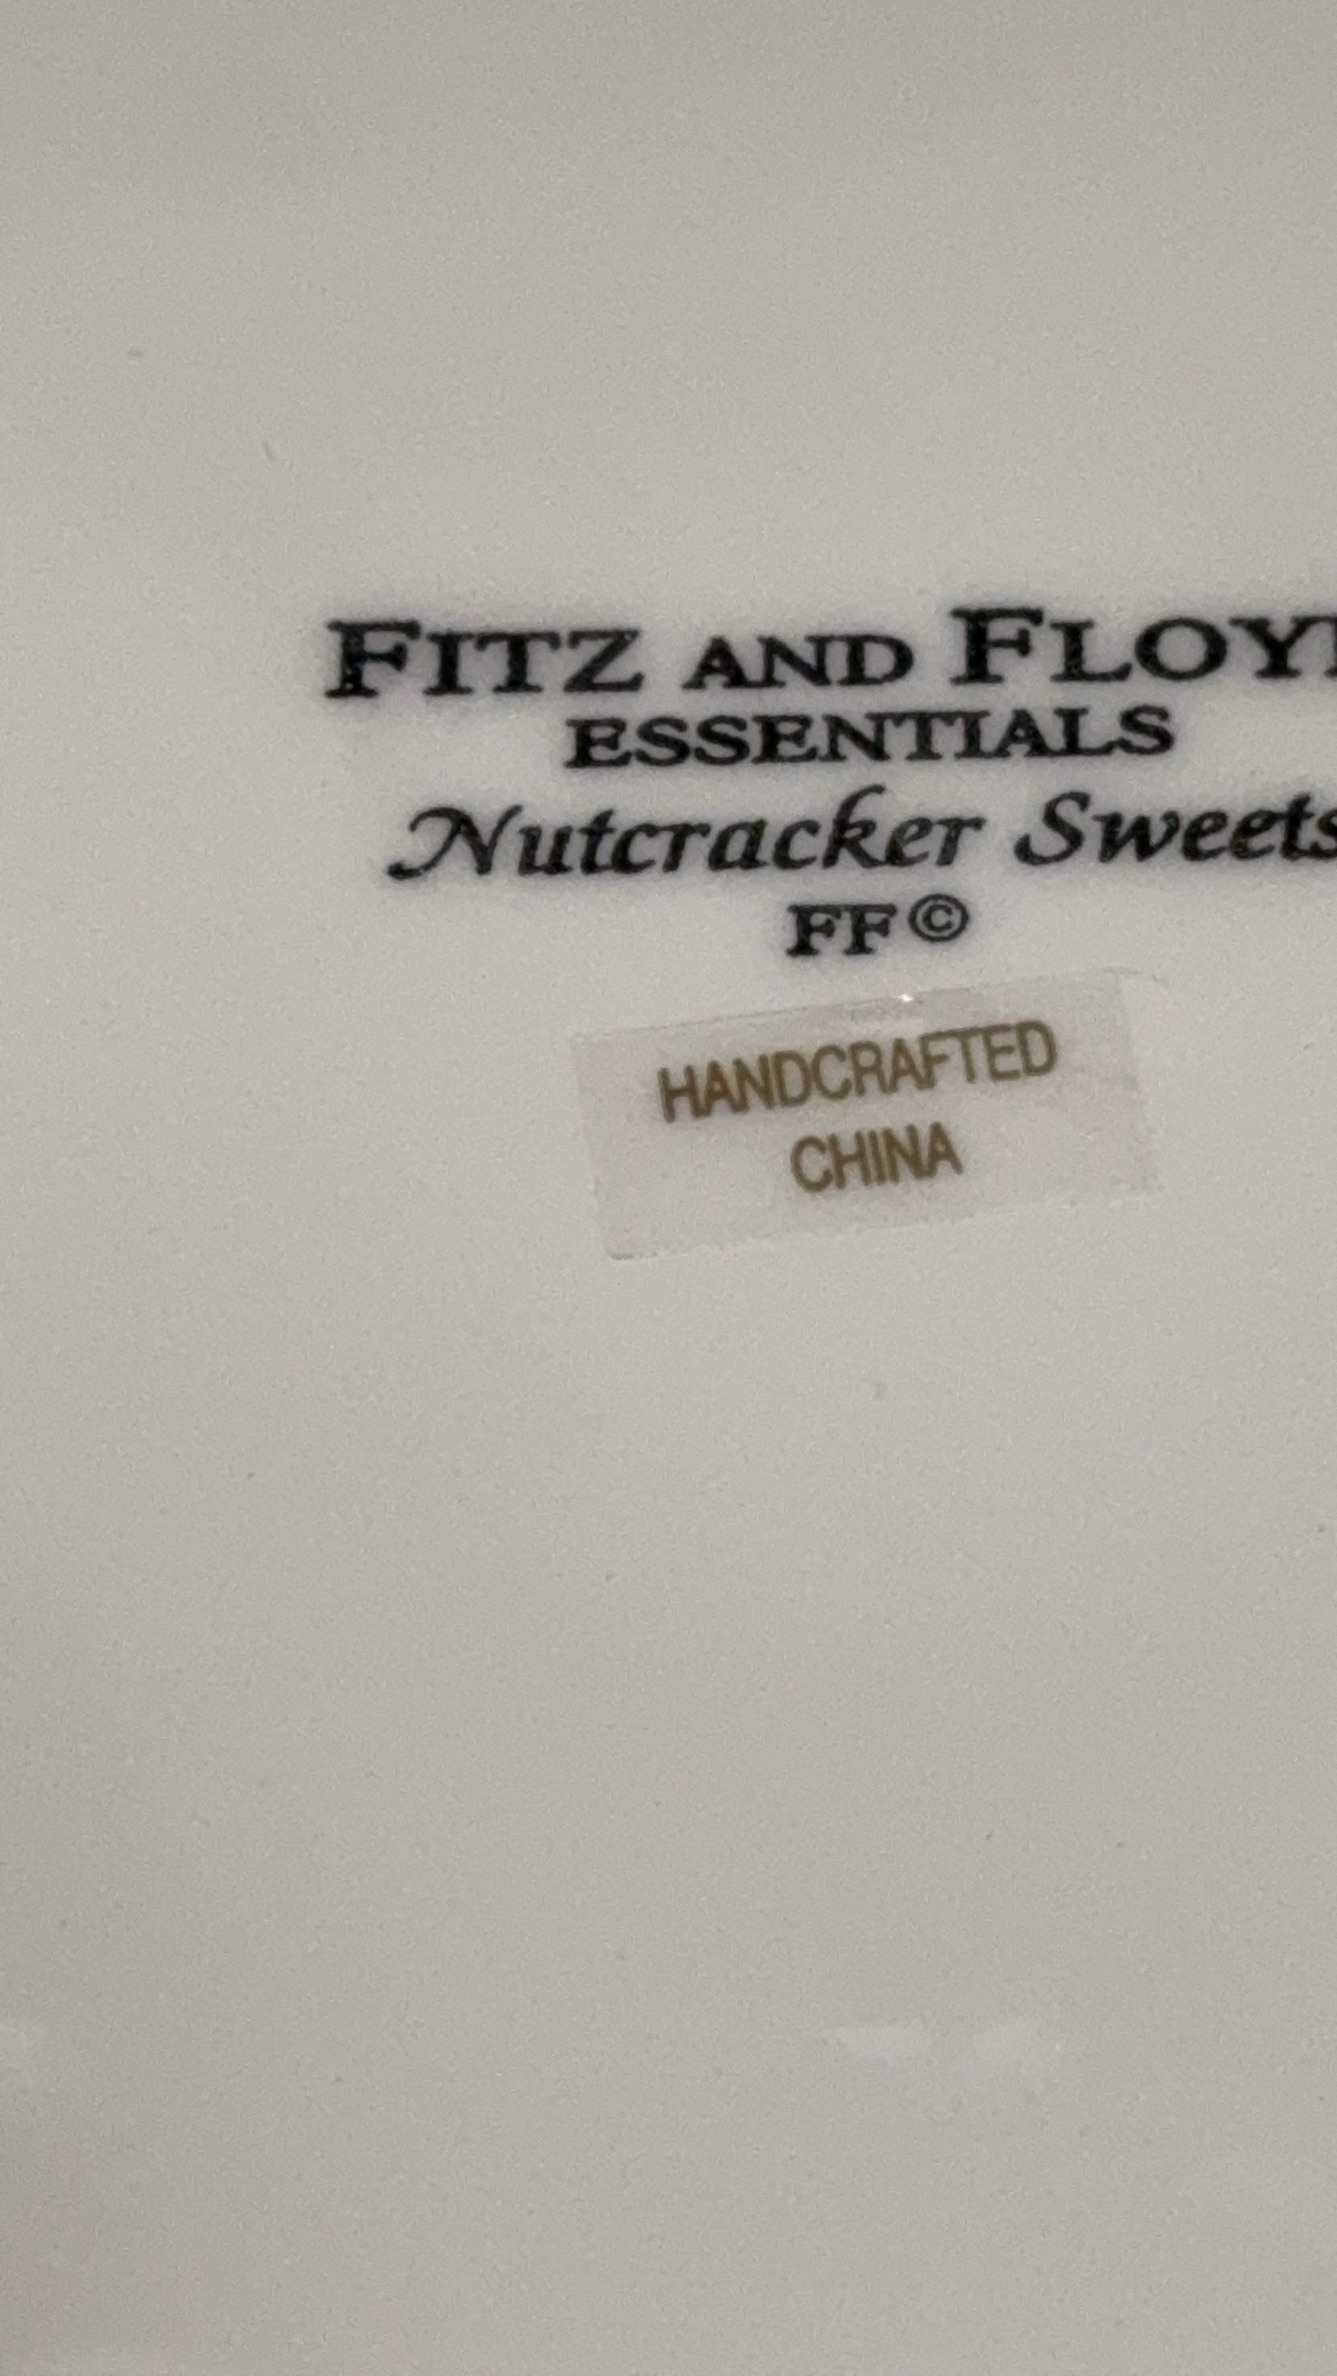 FITZ AND FLOY
ESSENTIALS
Nutcracker Sweets
FF©
HANDCRAFTED
CHINA